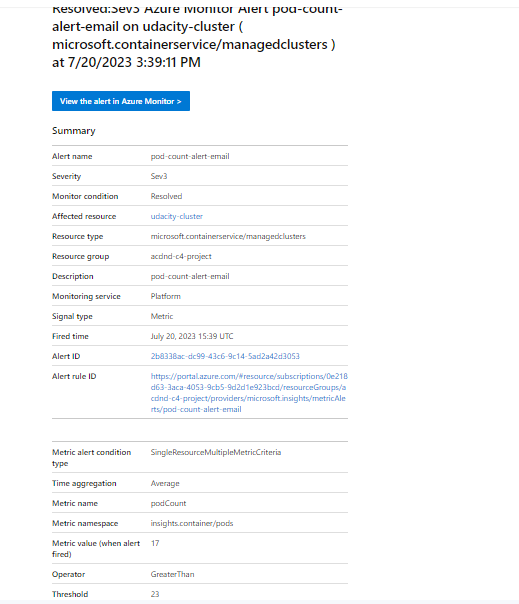 Resolved:Sev3 Azure Monitor Alert pod-count-
alert-email on udacity-cluster (
microsoft.containerservice/managedclusters )
at 7/20/2023 3:39:11 PM
View the alert in Azure Monitor >
Summary
Alert name pod-count-alert-email
Severity Sev3
Monitor condition Resolved
Affected resource udacity-cluster
Resource type microsoft.containerservice/managedclusters
Resource group acdnd-c4-project
Description pod-count-alert-email
Monitoring service Platform
Signal type Metric
Fired time July 20, 2023 15:39 UTC
Alert ID 2b8338ac-dc99-43c6-9c14-5ad2a42d3053
Alert rule ID https://portal.azure.com/#resource/subscriptions/0e218
d63-3aca-4053-9cb5-9d2d1e923bcd/resourceGroups/a
cdnd-c4-project/providers/microsoft.insights/metricAle
rts/pod-count-alert-email
Metric alert condition SingleResourceMultipleMetricCriteria
type
Time aggregation Average
Metric name podCount
Metric namespace insights.container/pods
Metric value (when alert 17
fired)
Operator GreaterThan
Threshold 23